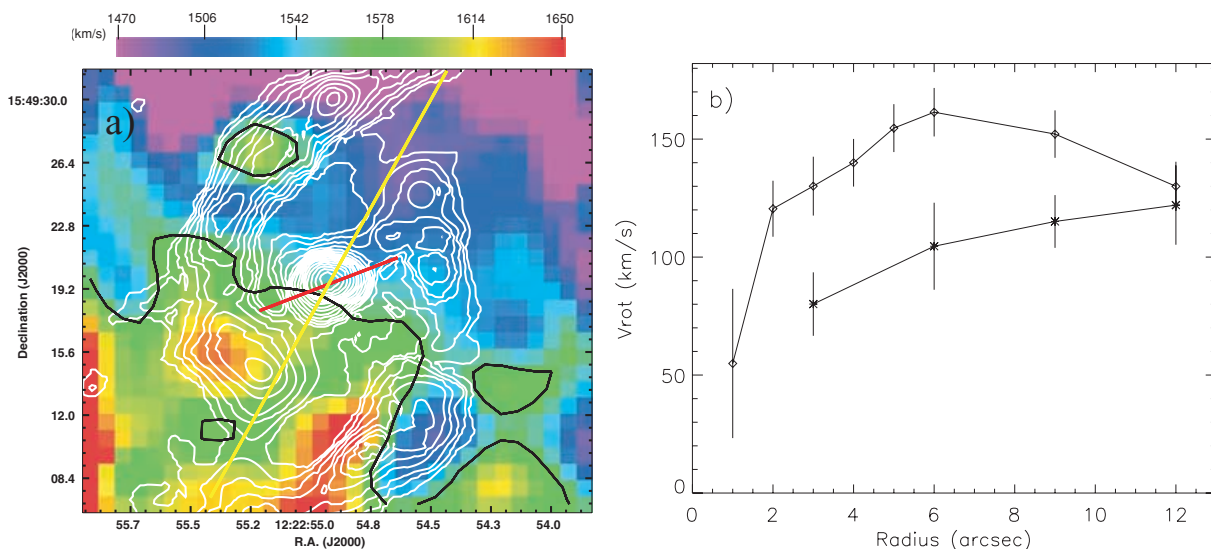 1470 1506 1542 1578 1614 1650
(km/s)
a)
15:49:30.0
26.4
22.8
19.2
15.6
12.0
08.4
Declination (J2000)
55.7 55.5 55.2 12:22:55.0 54.8 54.5 54.3 54.0
R.A. (J2000)
b)
150
100
50
0
Vrot (km/s)
0 2 4 6 8 10 12
Radius (arcsec)